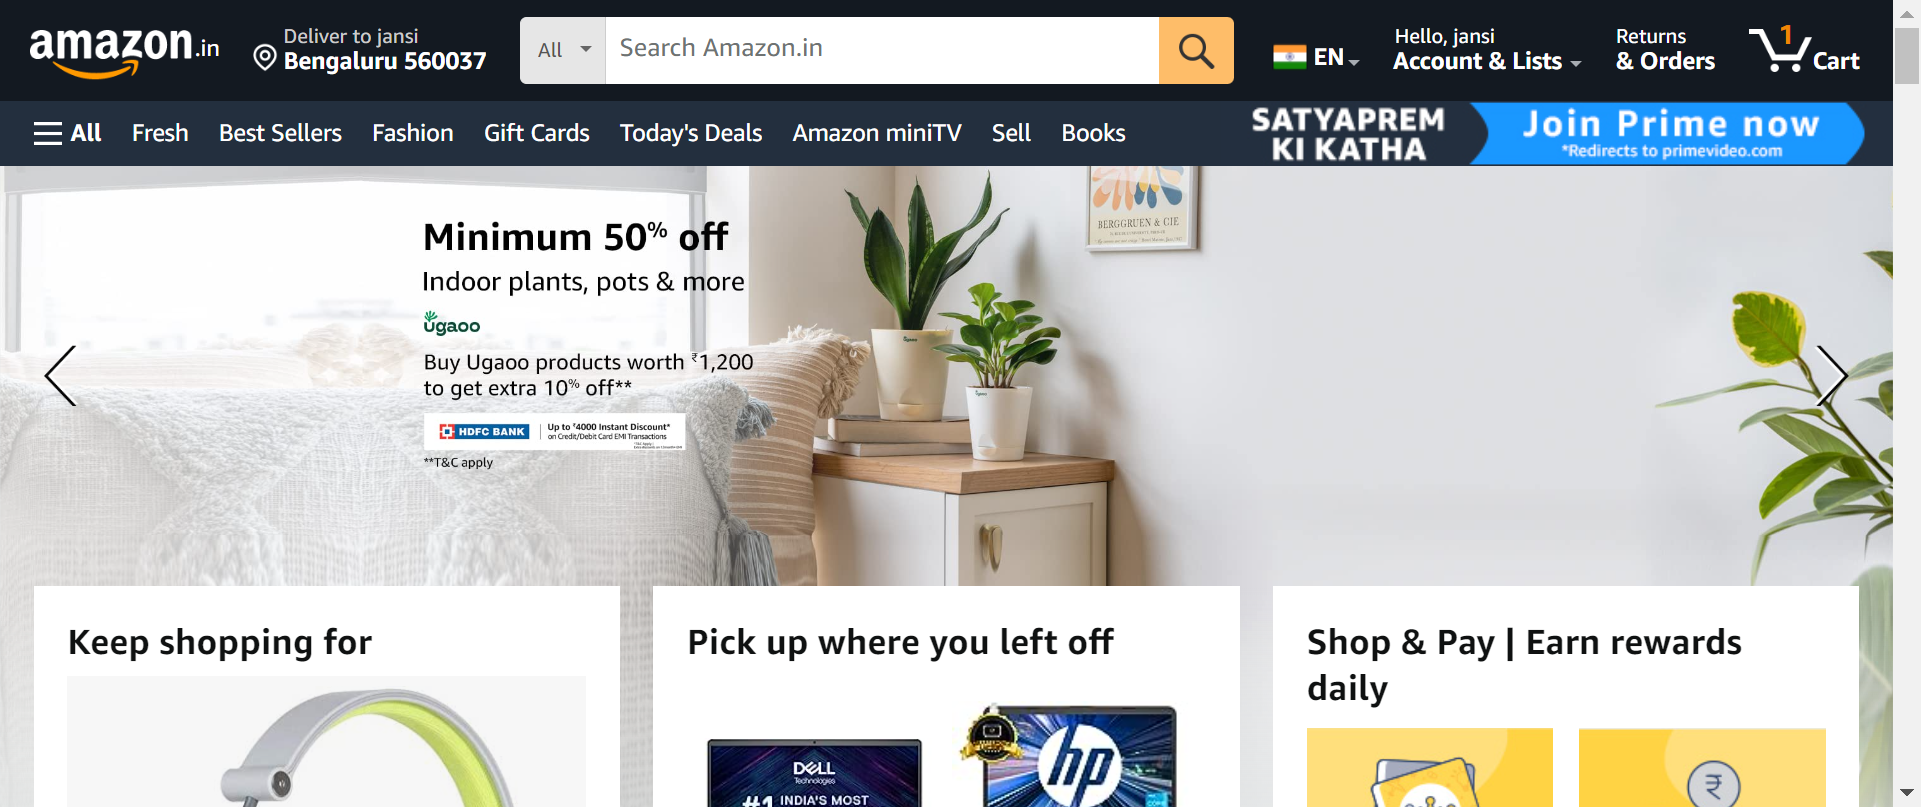 amazon.in
Deliver to jansi
Bengaluru 560037
All
Search Amazon.in
EN
Hello, jansi
Account & Lists
Returns
& Orders
1
Cart
All
Fresh
Best Sellers
Fashion
Gift Cards
Today's Deals
Amazon miniTV
Sell
Books
SATYAPREM
KI KATHA
Join Prime now
*Redirects to primevideo.com
Minimum 50% off
Indoor plants, pots & more
ugaoo
Buy Ugaoo products worth ₹1,200
to get extra 10% off**
HDFC BANK
Up to ₹4000 Instant Discount*
on Credit/Debit Card EMI Transactions
**T&C apply
BERGGRUEN & CIE
Keep shopping for
Pick up where you left off
DELL
Technologies
#1 INDIA'S MOST
hp
Shop & Pay | Earn rewards
daily
₹